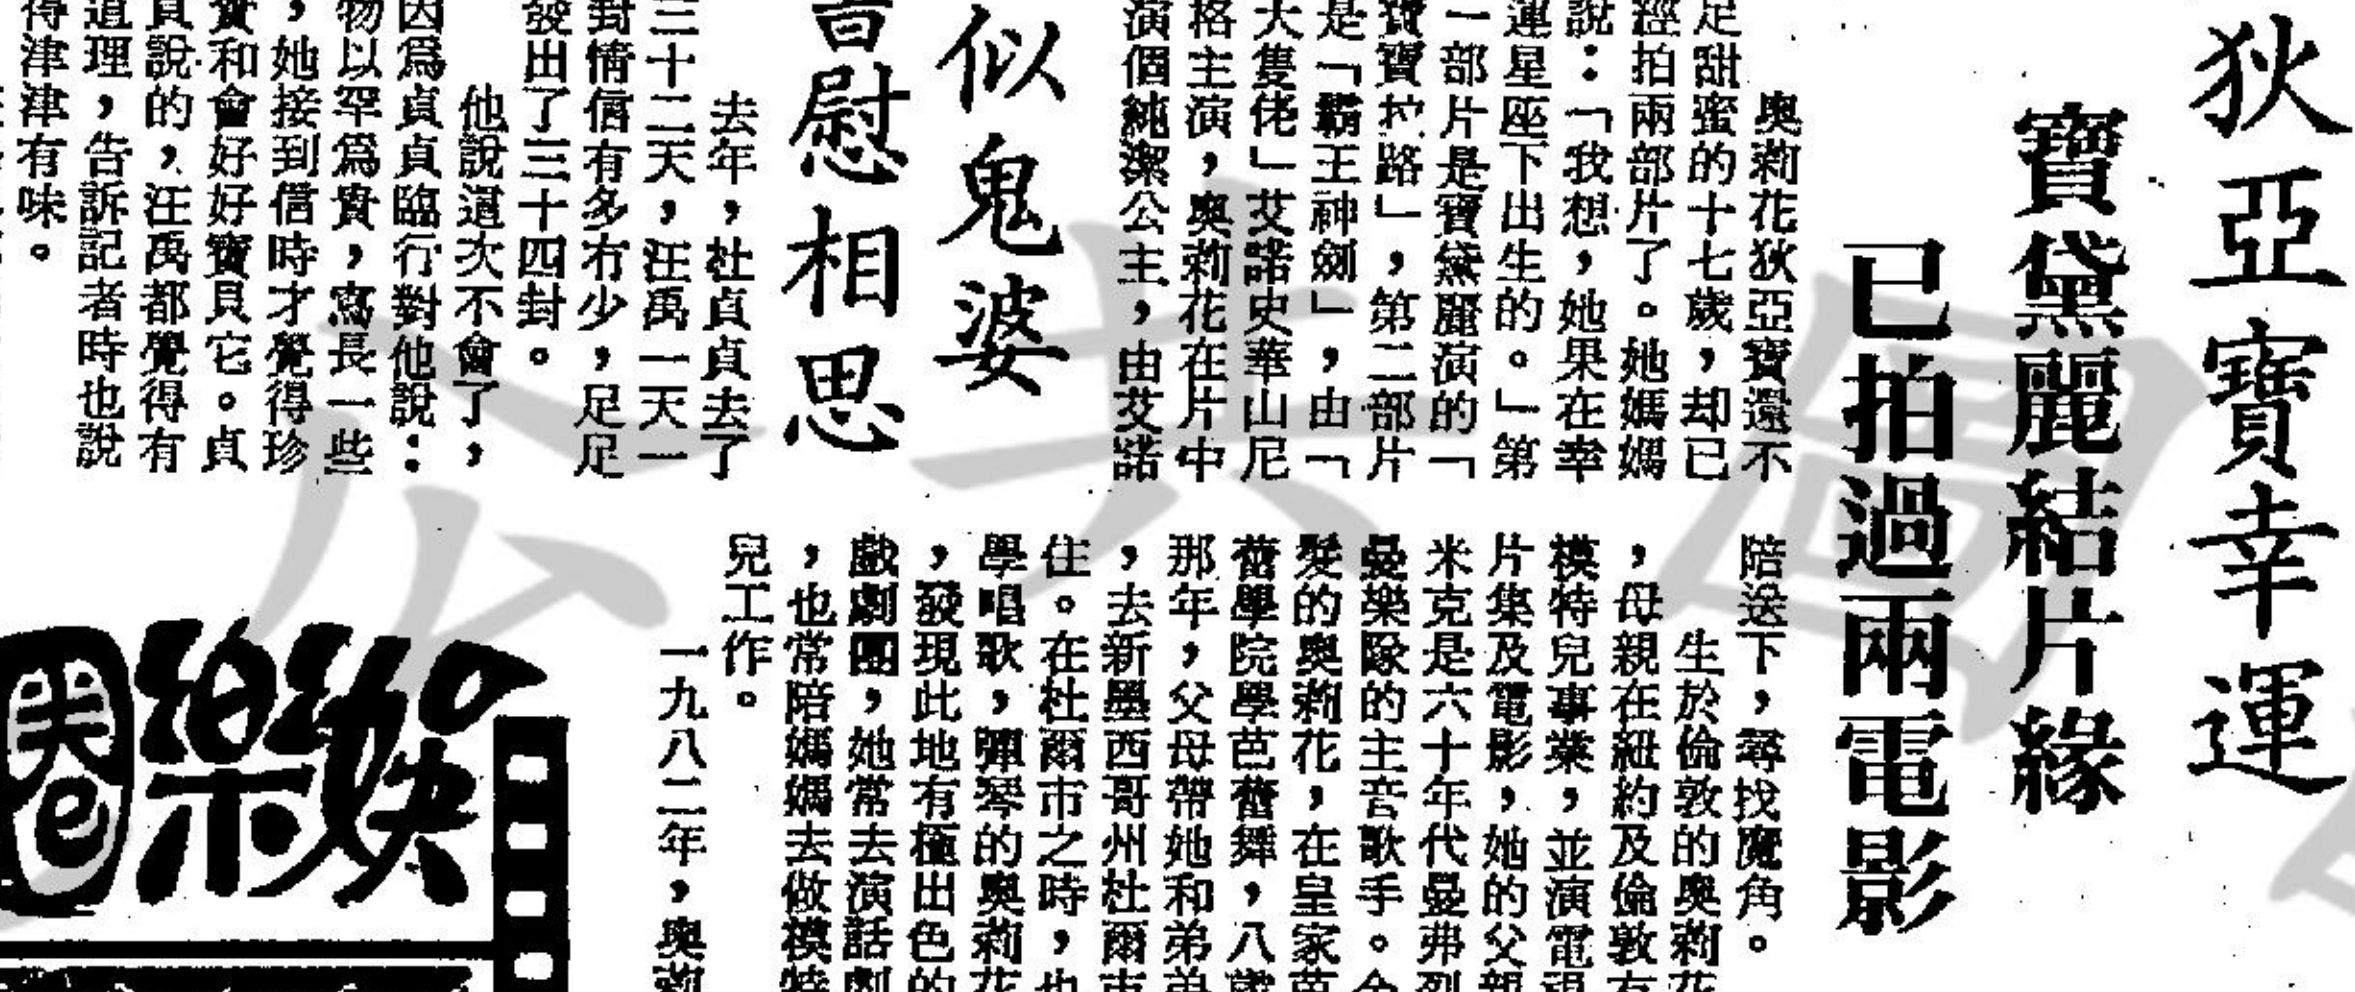 狄亞寶幸運
寶黛麗結片緣
已拍過兩電影
奧莉花狄亞寶還不
足甜蜜的十七歲，却已
經拍兩部片了。她媽媽
說：「我想，她果在幸
運星座下出生的。」第
一部片是寶黛麗演的「
寶寶拉路」，第二部片
是「霸王神劍」，由「
大隻佬」艾諾史華山尼
格主演，奧莉花在片中
演個純潔公主，由艾諾
陪送下，尋找魔角。
生於倫敦的奧莉花
，母親在紐約及倫敦有
模特兒事業，並演電視
片集及電影，她的父親
米克是六十年代曼弗列
曼樂隊的主音歌手。金
髮的奧莉花，在皇家芭
蕾學院學芭蕾舞，八歲
那年，父母帶她和弟弟
，去新墨西哥州杜爾市
住。在杜爾市之時，也
學唱歌，彈琴的奧莉花
，發現此地有極出色的
戲劇團，她常去演話劇
，也常陪媽媽去做模特
兒工作。
一九八二年，奧莉
似鬼婆
書慰相思
去年，杜貞貞去了
三十二天，汪禹一天一
封情信有多冇少，足足
發出了三十四封。
他說這次不會了，
因為貞貞臨行對他說：
物以罕為貴，寫長一些
，她接到信時才覺得珍
貴和會好好寶貝它。貞
貞說的，汪禹都覺得有
道理，告訴記者時也說
得津津有味。
娛樂圈
公共圖